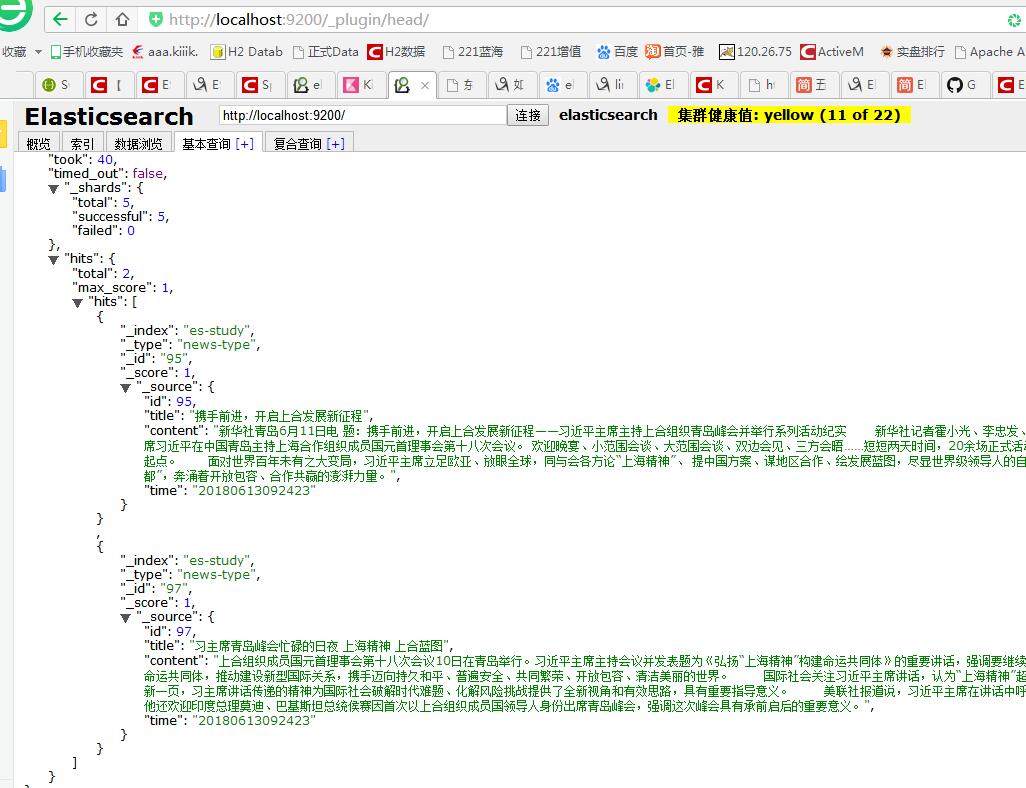 http://localhost:9200/_plugin/head/
收藏 手机收藏夹 aaa.kiiik. H2 Datab 正式Data H2数据 221蓝海 221增值 百度 首页-雅 120.26.75 ActiveM 实盘排行 Apache A
S 【 E E S el K × 东 如 el lin El K ht 五 El El G E
Elasticsearch http://localhost:9200/ 连接 elasticsearch 集群健康值: yellow (11 of 22)
概览 索引 数据浏览 基本查询 [+] 复合查询 [+]
"took": 40,
"timed_out": false,
"_shards": {
"total": 5,
"successful": 5,
"failed": 0
},
"hits": {
"total": 2,
"max_score": 1,
"hits": [
{
"_index": "es-study",
"_type": "news-type",
"_id": "95",
"_score": 1,
"_source": {
"id": 95,
"title": "携手前进，开启上合发展新征程",
"content": "新华社青岛6月11日电 题：携手前进，开启上合发展新征程——习近平主席主持上合组织青岛峰会并举行系列活动纪实 新华社记者霍小光、李忠发、
席习近平在中国青岛主持上海合作组织成员国元首理事会第十八次会议。 欢迎晚宴、小范围会谈、大范围会谈、双边会见、三方会晤……短短两天时间，20余场正式活动
起点。 面对世界百年未有之大变局，习近平主席立足欧亚、放眼全球，同与会各方论“上海精神”、 提中国方案、谋地区合作、绘发展蓝图，尽显世界级领导人的自
都”，奔涌着开放包容、合作共赢的澎湃力量。",
"time": "20180613092423"
}
}
,
{
"_index": "es-study",
"_type": "news-type",
"_id": "97",
"_score": 1,
"_source": {
"id": 97,
"title": "习主席青岛峰会忙碌的日夜 上海精神 上合蓝图",
"content": "上合组织成员国元首理事会第十八次会议10日在青岛举行。习近平主席主持会议并发表题为《弘扬“上海精神”构建命运共同体》的重要讲话，强调要继续
命运共同体，推动建设新型国际关系，携手迈向持久和平、普遍安全、共同繁荣、开放包容、清洁美丽的世界。 国际社会关注习近平主席讲话，认为“上海精神”超
新一页，习主席讲话传递的精神为国际社会破解时代难题、化解风险挑战提供了全新视角和有效思路，具有重要指导意义。 美联社报道说，习近平主席在讲话中呼
他还欢迎印度总理莫迪、巴基斯坦总统侯赛因首次以上合组织成员国领导人身份出席青岛峰会，强调这次峰会具有承前启后的重要意义。",
"time": "20180613092423"
}
}
]
}